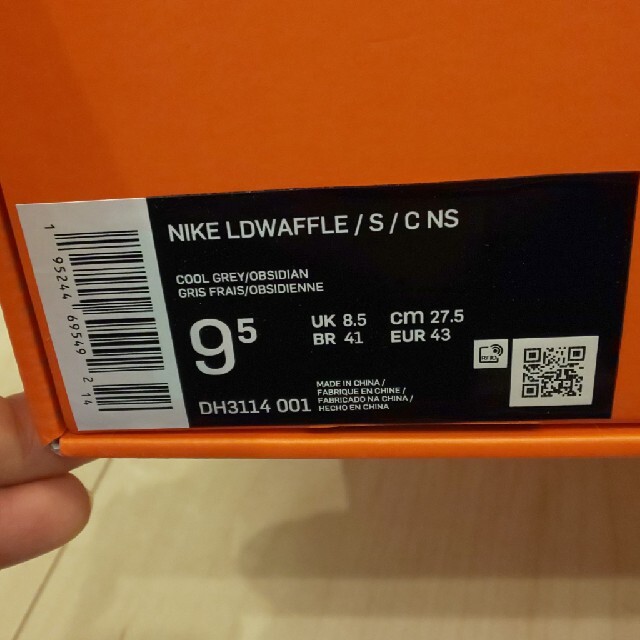 NIKE LDWAFFLE / S / C NS
COOL GREY/OBSIDIAN
GRIS FRAIS/OBSIDIENNE
9⁵
UK 8.5 cm 27.5
BR 41 EUR 43
DH3114 001
MADE IN CHINA /
FABRIQUE EN CHINE /
FABRICADO NA CHINA /
HECHO EN CHINA
1 95244 69549 2 14